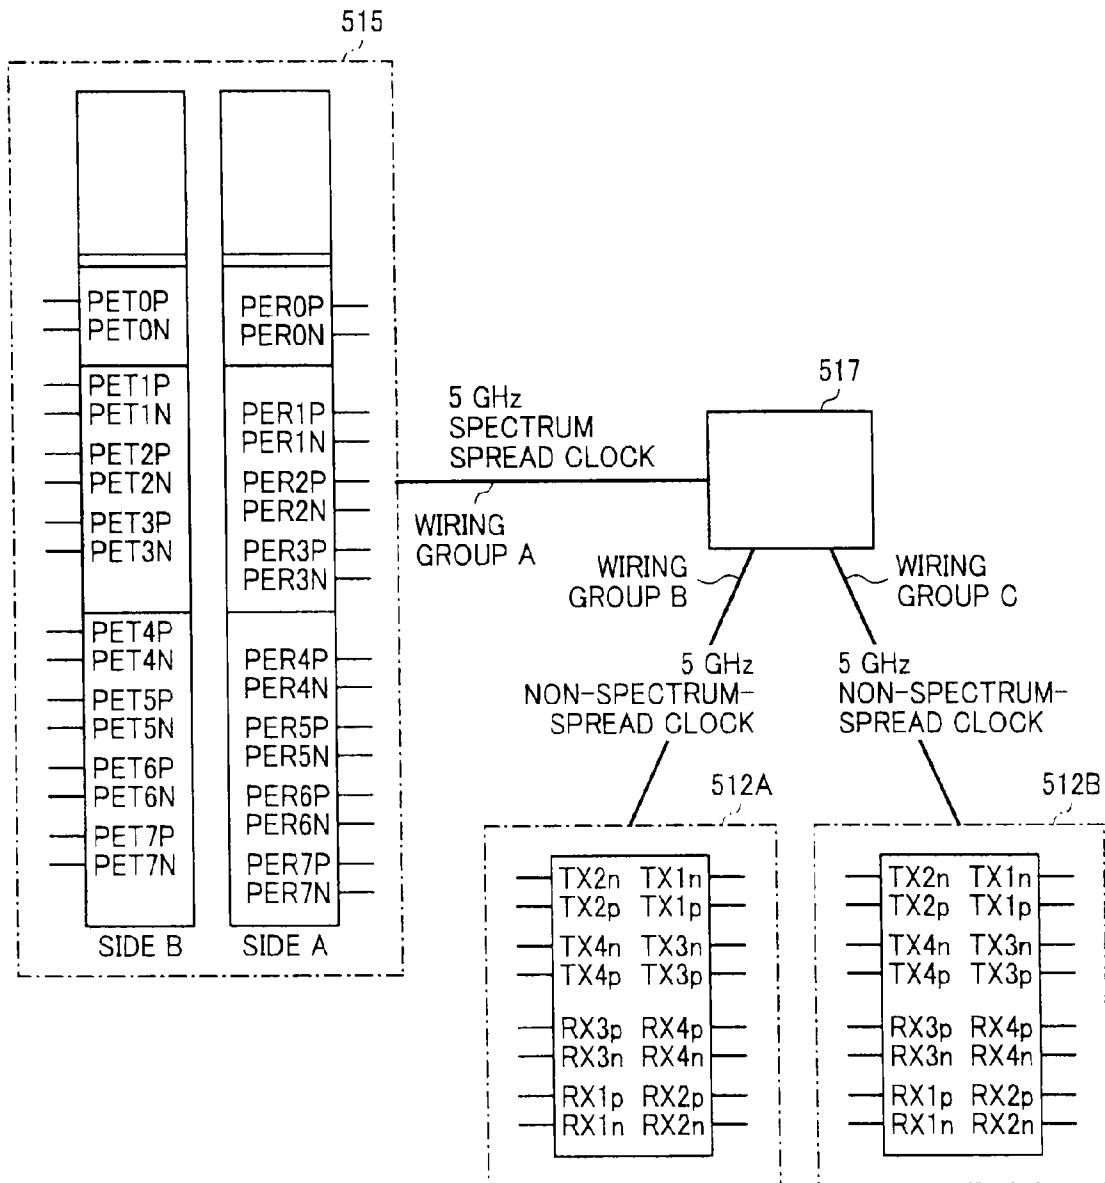 515
PET0P
PET0N
PET1P
PET1N
PET2P
PET2N
PET3P
PET3N
PET4P
PET4N
PET5P
PET5N
PET6P
PET6N
PET7P
PET7N
SIDE B
PER0P
PER0N
PER1P
PER1N
PER2P
PER2N
PER3P
PER3N
PER4P
PER4N
PER5P
PER5N
PER6P
PER6N
PER7P
PER7N
SIDE A
5 GHz
SPECTRUM
SPREAD CLOCK
WIRING
GROUP A
517
WIRING
GROUP B
WIRING
GROUP C
5 GHz
NON-SPECTRUM-
SPREAD CLOCK
5 GHz
NON-SPECTRUM-
SPREAD CLOCK
512A
TX2n TX1n
TX2p TX1p
TX4n TX3n
TX4p TX3p
RX3p RX4p
RX3n RX4n
RX1p RX2p
RX1n RX2n
512B
TX2n TX1n
TX2p TX1p
TX4n TX3n
TX4p TX3p
RX3p RX4p
RX3n RX4n
RX1p RX2p
RX1n RX2n